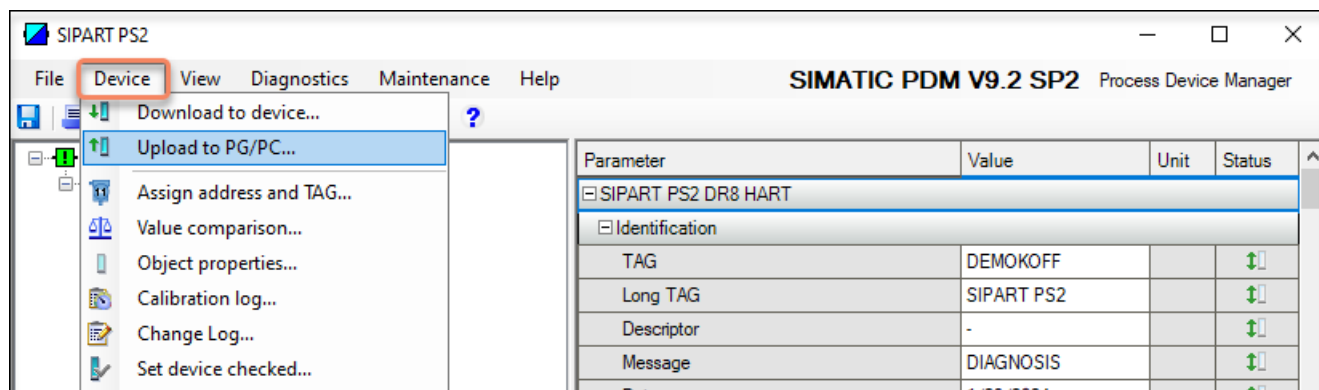 SIPART PS2
File Device View Diagnostics Maintenance Help SIMATIC PDM V9.2 SP2 Process Device Manager
Download to device...
Upload to PG/PC...
Assign address and TAG...
Value comparison...
Object properties...
Calibration log...
Change Log...
Set device checked...
Parameter Value Unit Status
SIPART PS2 DR8 HART
Identification
TAG DEMOKOFF
Long TAG SIPART PS2
Descriptor -
Message DIAGNOSIS